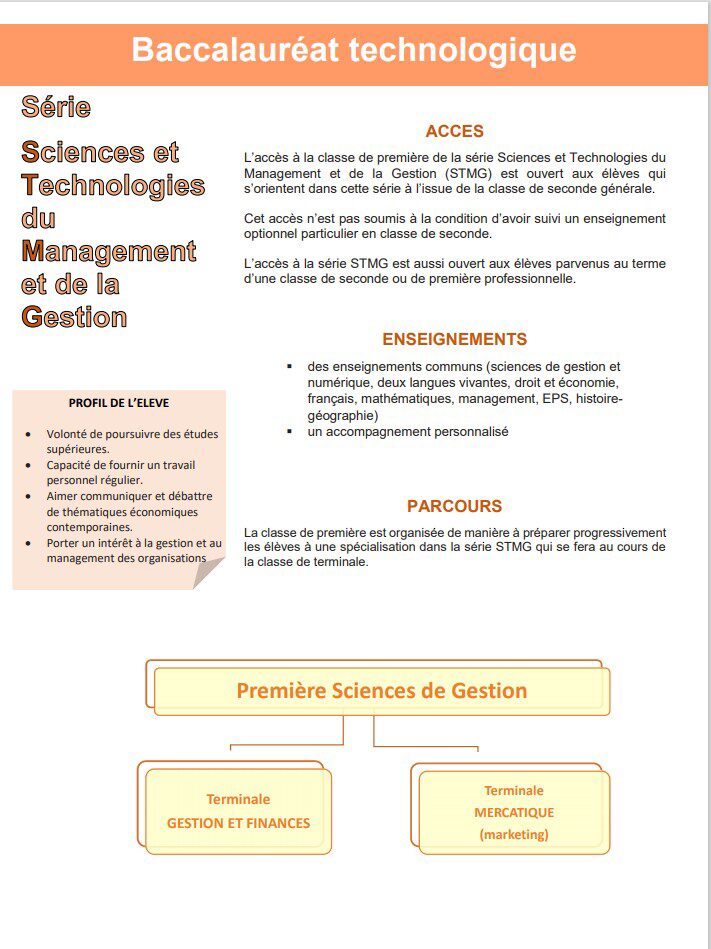 Baccalauréat technologique
Série
Sciences et
Technologies
du
Management
et de la
Gestion
PROFIL DE L'ELEVE
• Volonté de poursuivre des études
supérieures.
• Capacité de fournir un travail
personnel régulier.
• Aimer communiquer et débattre
de thématiques économiques
contemporaines.
• Porter un intérêt à la gestion et au
management des organisations
ACCES
L'accès à la classe de première de la série Sciences et Technologies du
Management et de la Gestion (STMG) est ouvert aux élèves qui
s'orientent dans cette série à l'issue de la classe de seconde générale.
Cet accès n'est pas soumis à la condition d'avoir suivi un enseignement
optionnel particulier en classe de seconde.
L'accès à la série STMG est aussi ouvert aux élèves parvenus au terme
d'une classe de seconde ou de première professionnelle.
ENSEIGNEMENTS
▪ des enseignements communs (sciences de gestion et
numérique, deux langues vivantes, droit et économie,
français, mathématiques, management, EPS, histoire-
géographie)
▪ un accompagnement personnalisé
PARCOURS
La classe de première est organisée de manière à préparer progressivement
les élèves à une spécialisation dans la série STMG qui se fera au cours de
la classe de terminale.
Première Sciences de Gestion
Terminale
GESTION ET FINANCES
Terminale
MERCATIQUE
(marketing)